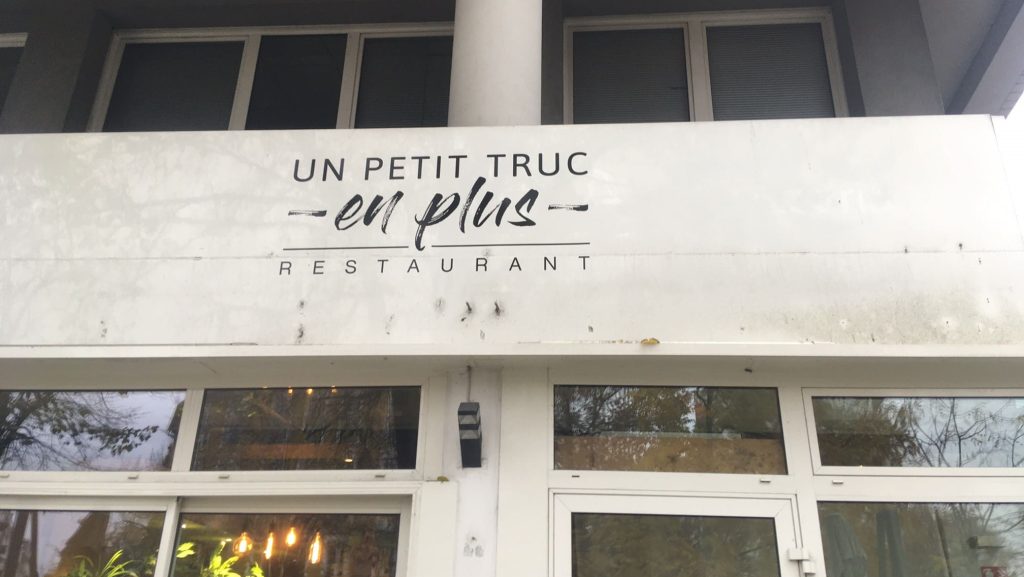 UN PETIT TRUC
- en plus -
RESTAURANT